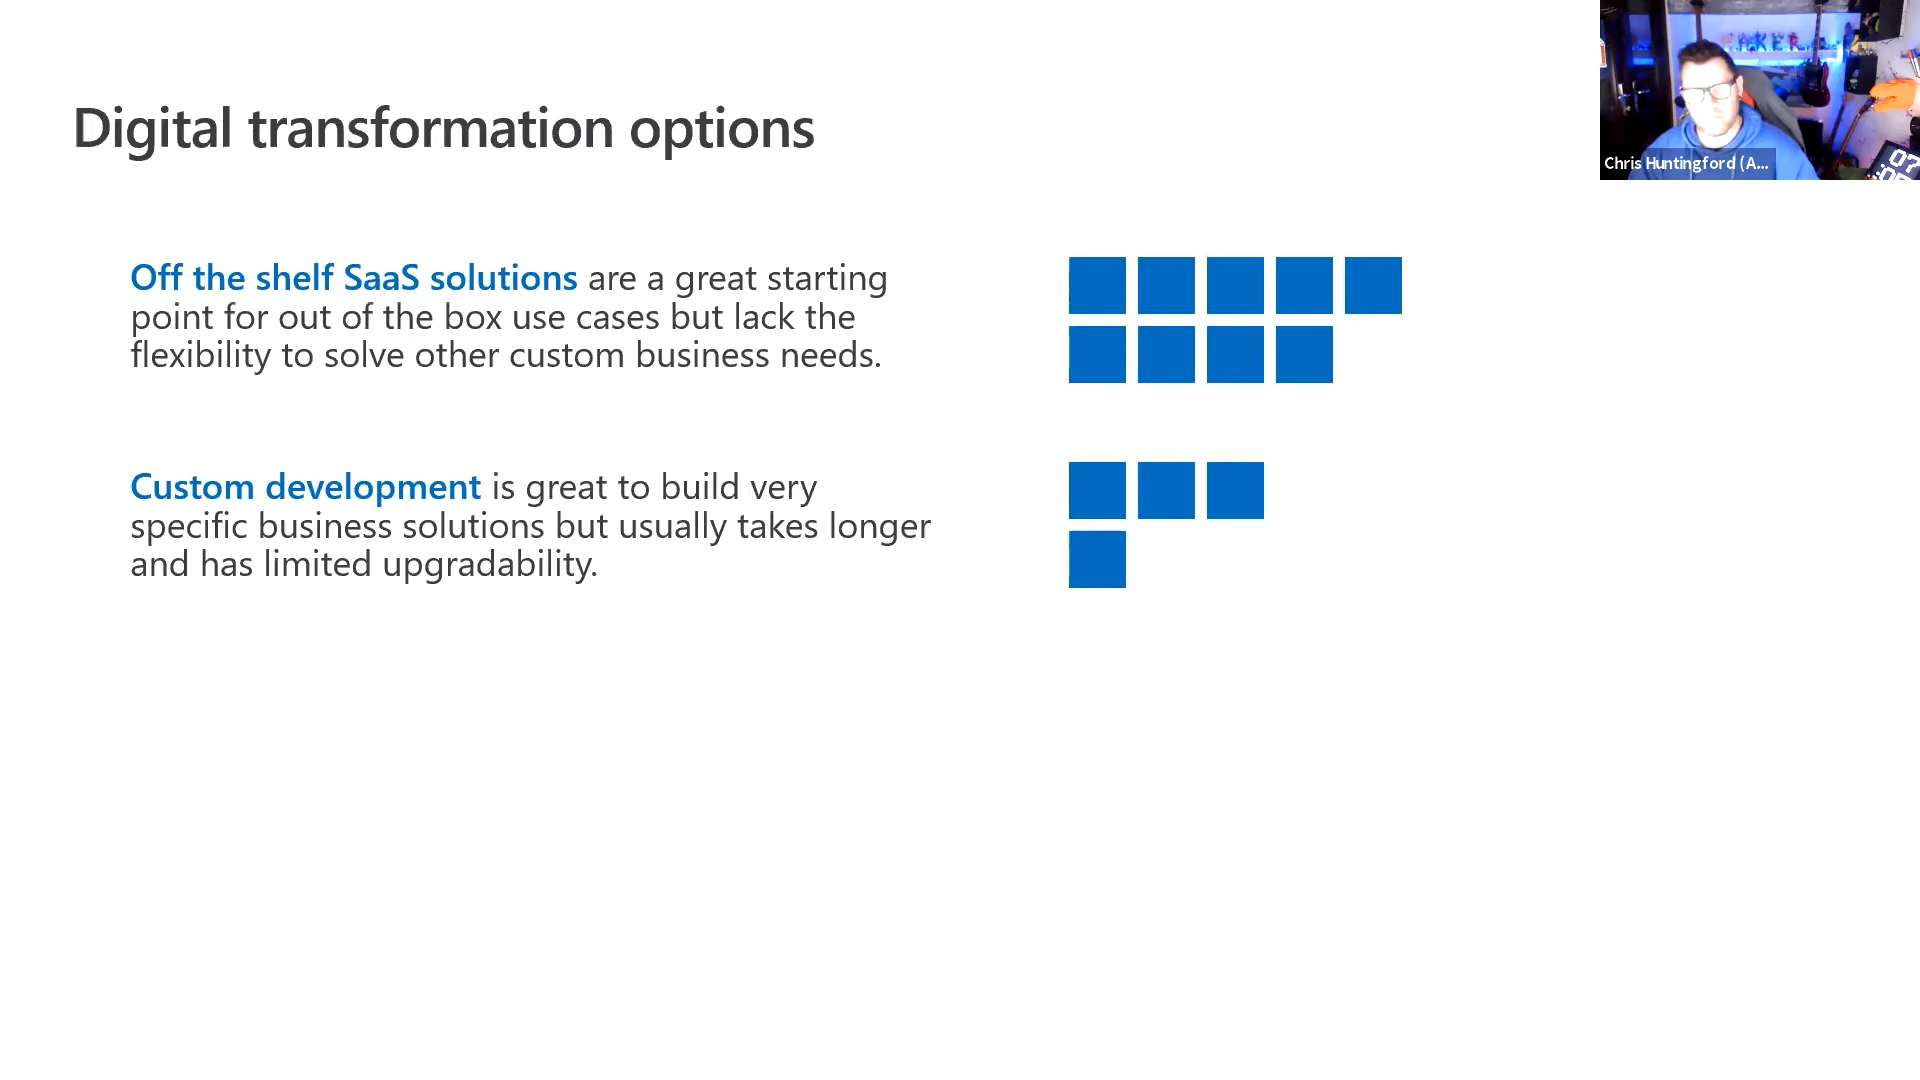 Digital transformation options
Chris Huntingford (A...
Off the shelf SaaS solutions are a great starting
point for out of the box use cases but lack the
flexibility to solve other custom business needs.
Custom development is great to build very
specific business solutions but usually takes longer
and has limited upgradability.